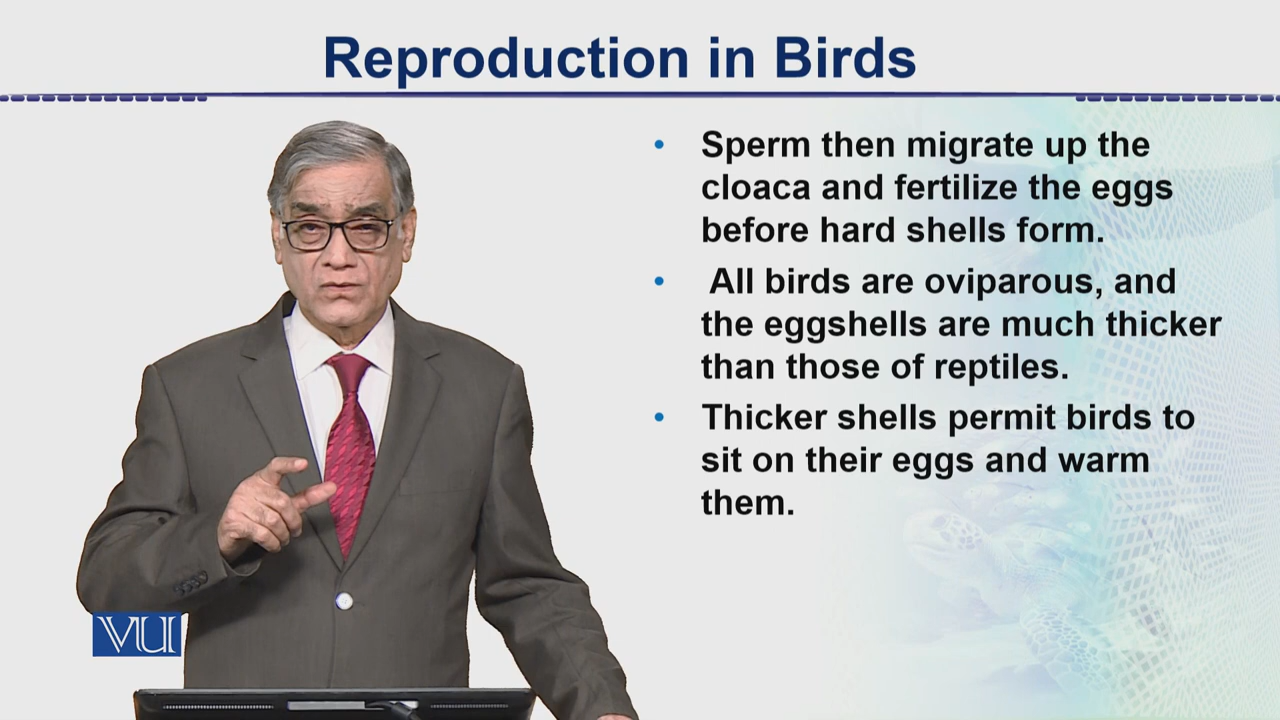 Reproduction in Birds
• Sperm then migrate up the
cloaca and fertilize the eggs
before hard shells form.
• All birds are oviparous, and
the eggshells are much thicker
than those of reptiles.
• Thicker shells permit birds to
sit on their eggs and warm
them.
VU